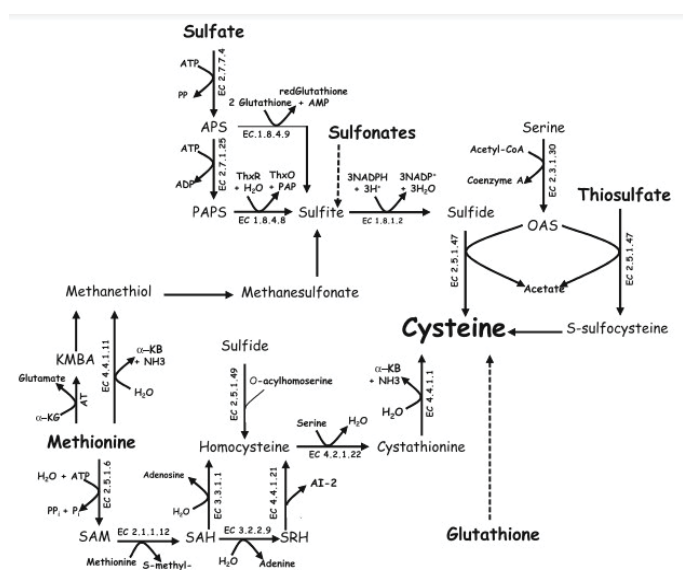 Sulfate
ATP
EC 2.7.7.4
PP
redGlutathione
2 Glutathione + AMP
APS
EC.1.8.4.9
Sulfonates
Serine
Acetyl-CoA
EC 2.3.1.30
Coenzyme A
ATP
EC 2.7.1.25
ADP
ThxR ThxO
+ H₂O + PAP
3NADPH 3NADP⁺
+ 3H⁺ + 3H₂O
Thiosulfate
PAPS
EC 1.8.4.8
Sulfite
EC 1.8.1.2
Sulfide
OAS
EC 2.5.1.47
EC 2.5.1.47
Acetate
Methanethiol
Methanesulfonate
Cysteine
S-sulfocysteine
KMBA
EC 4.4.1.11
α-KB
+ NH3
H₂O
Glutamate
AT
α-KG
Sulfide
EC 2.5.1.49
O-acylhomoserine
α-KB
+ NH3
H₂O
EC 4.4.1.1
Methionine
Homocysteine
Serine
H₂O
EC 4.2.1.22
Cystathionine
H₂O + ATP
EC 2.5.1.6
PPᵢ + Pᵢ
Adenosine
H₂O
EC 3.3.1.1
EC 4.4.1.21
AI-2
SAM
EC 2.1.1.12
SAH
EC 3.2.2.9
SRH
Glutathione
Methionine
S-methyl-
H₂O
Adenine